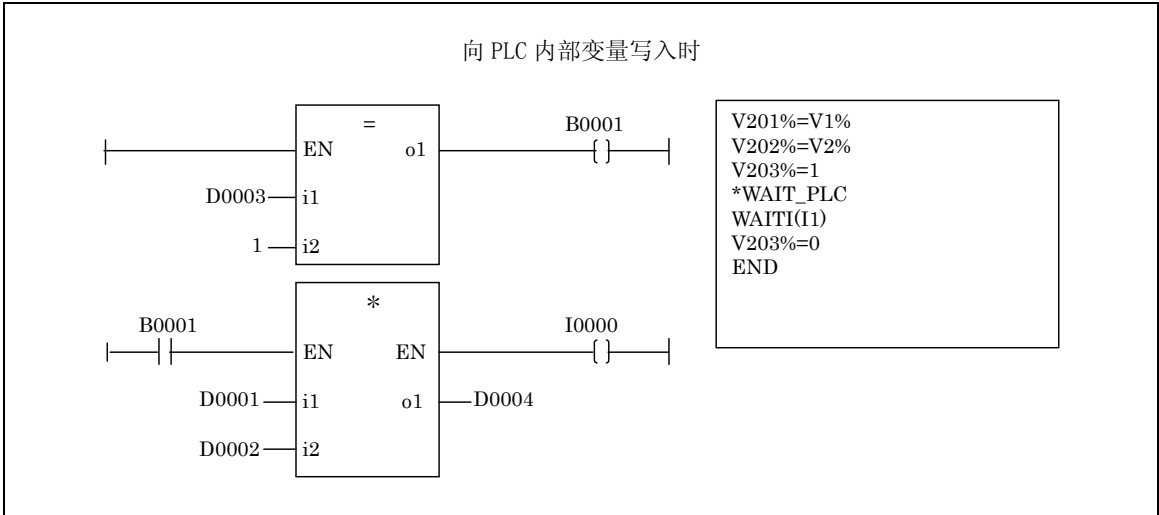 向 PLC 内部变量写入时
=
B0001
EN o1
D0003 i1
1 i2
*
B0001 I0000
EN EN
D0001 i1 o1 D0004
D0002 i2
V201%=V1%
V202%=V2%
V203%=1
*WAIT_PLC
WAITI(I1)
V203%=0
END